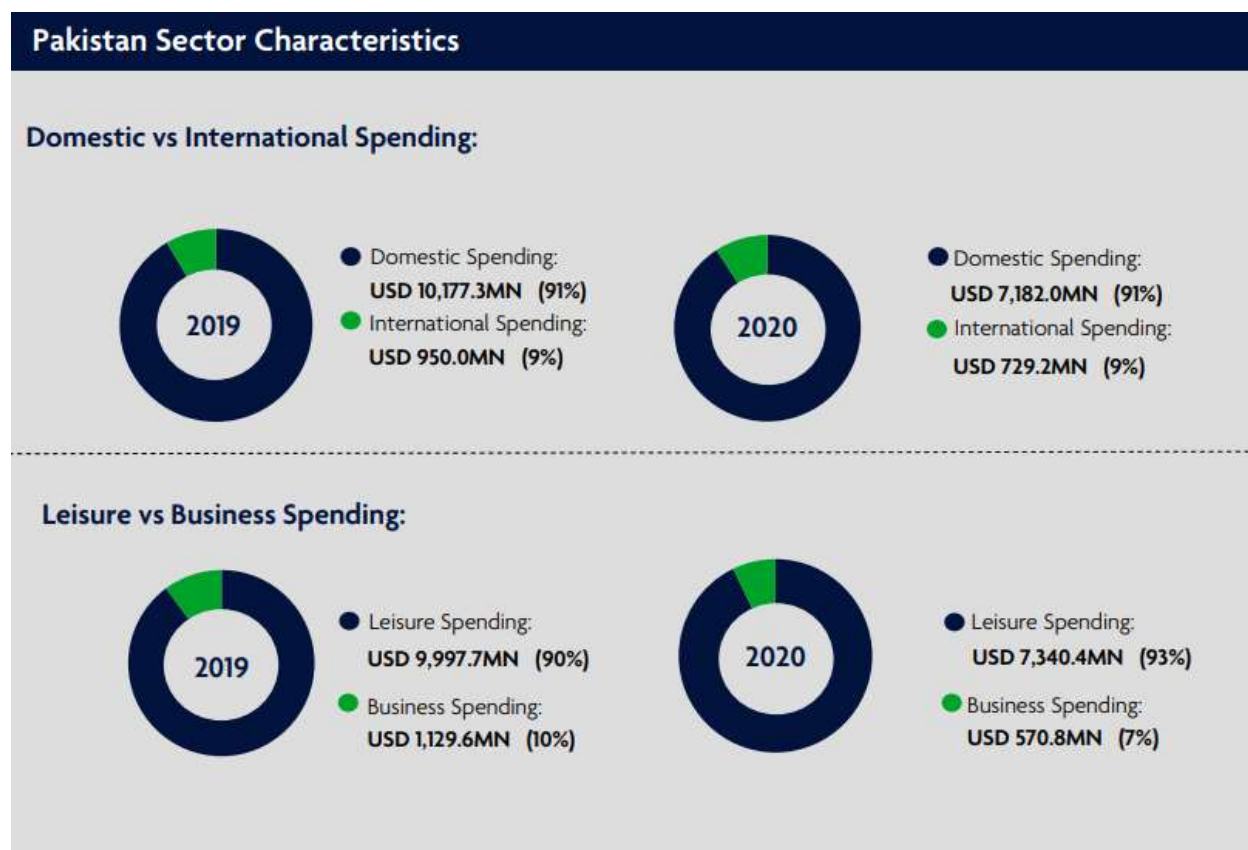 Pakistan Sector Characteristics
Domestic vs International Spending:
2019
Domestic Spending:
USD 10,177.3MN (91%)
International Spending:
USD 950.0MN (9%)
2020
Domestic Spending:
USD 7,182.0MN (91%)
International Spending:
USD 729.2MN (9%)
Leisure vs Business Spending:
2019
Leisure Spending:
USD 9,997.7MN (90%)
Business Spending:
USD 1,129.6MN (10%)
2020
Leisure Spending:
USD 7,340.4MN (93%)
Business Spending:
USD 570.8MN (7%)